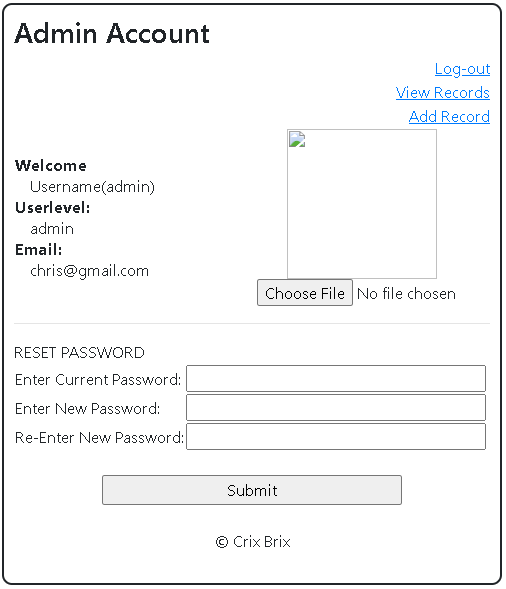 Admin Account
Log-out
View Records
Add Record
Welcome
Username(admin)
Userlevel:
admin
Email:
chris@gmail.com
Choose File No file chosen
RESET PASSWORD
Enter Current Password:
Enter New Password:
Re-Enter New Password:
Submit
© Crix Brix